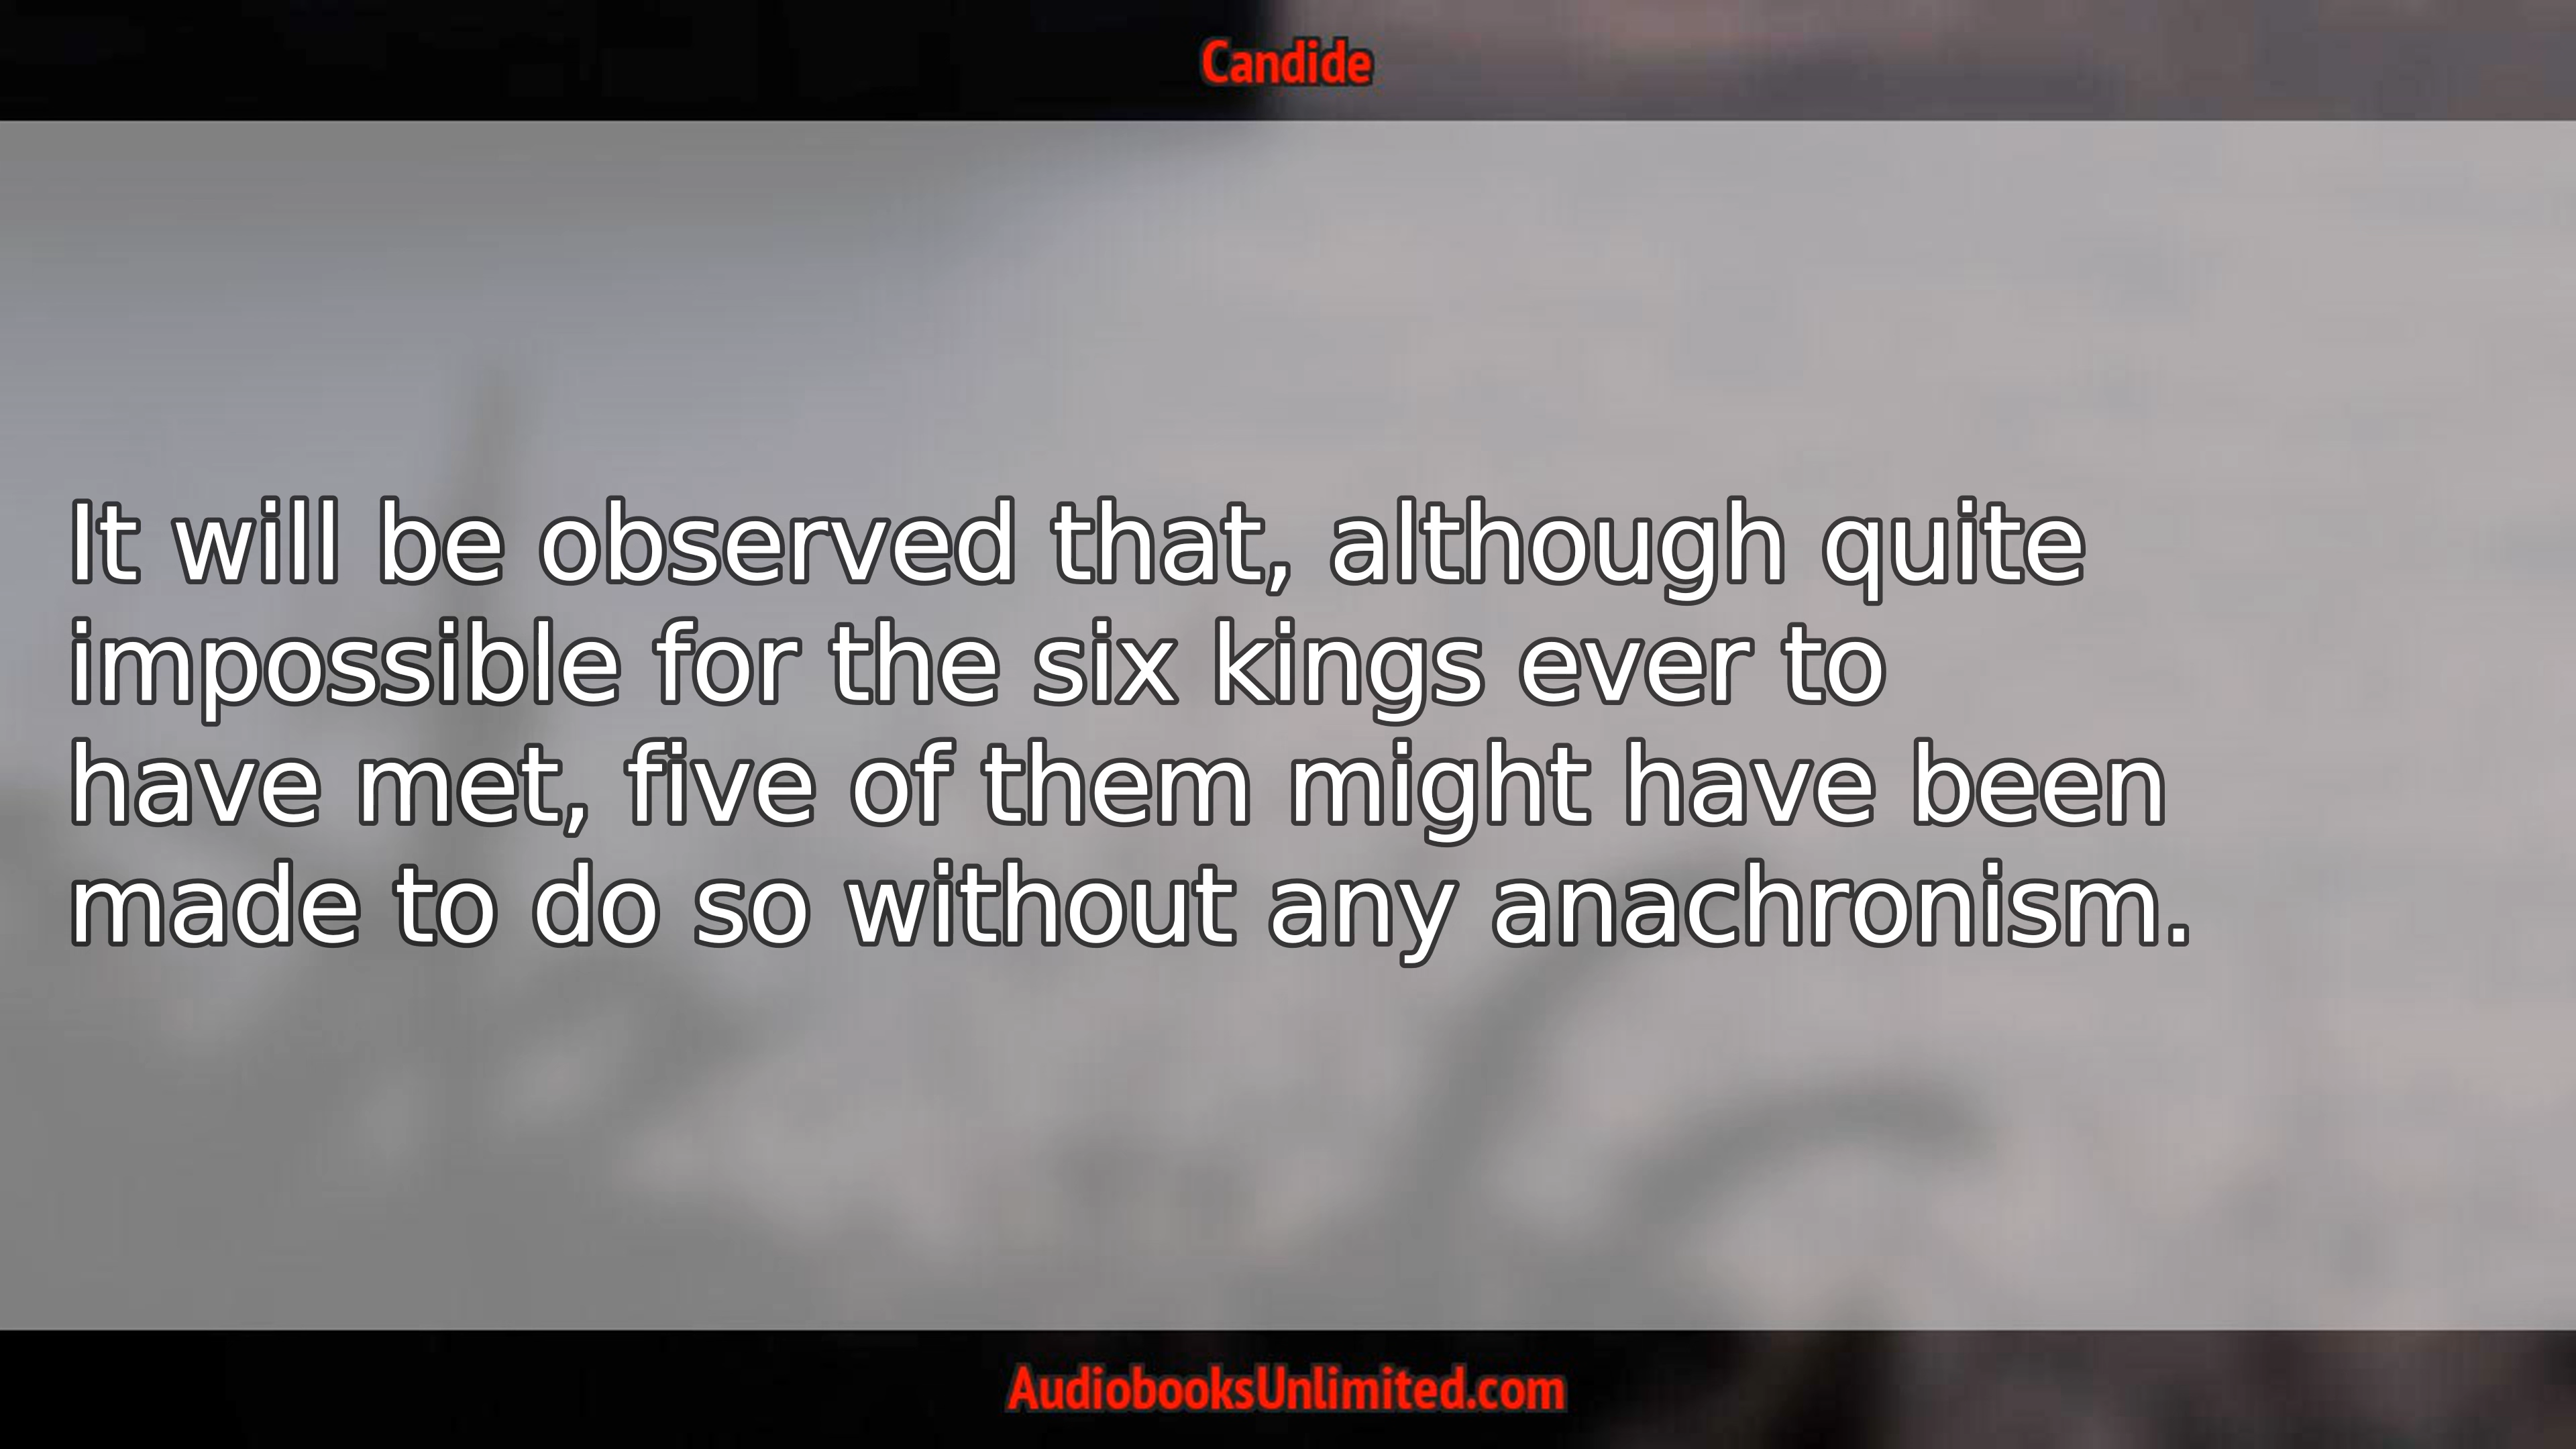 Candide
It will be observed that, although quite
impossible for the six kings ever to
have met, five of them might have been
made to do so without any anachronism.
AudiobooksUnlimited.com